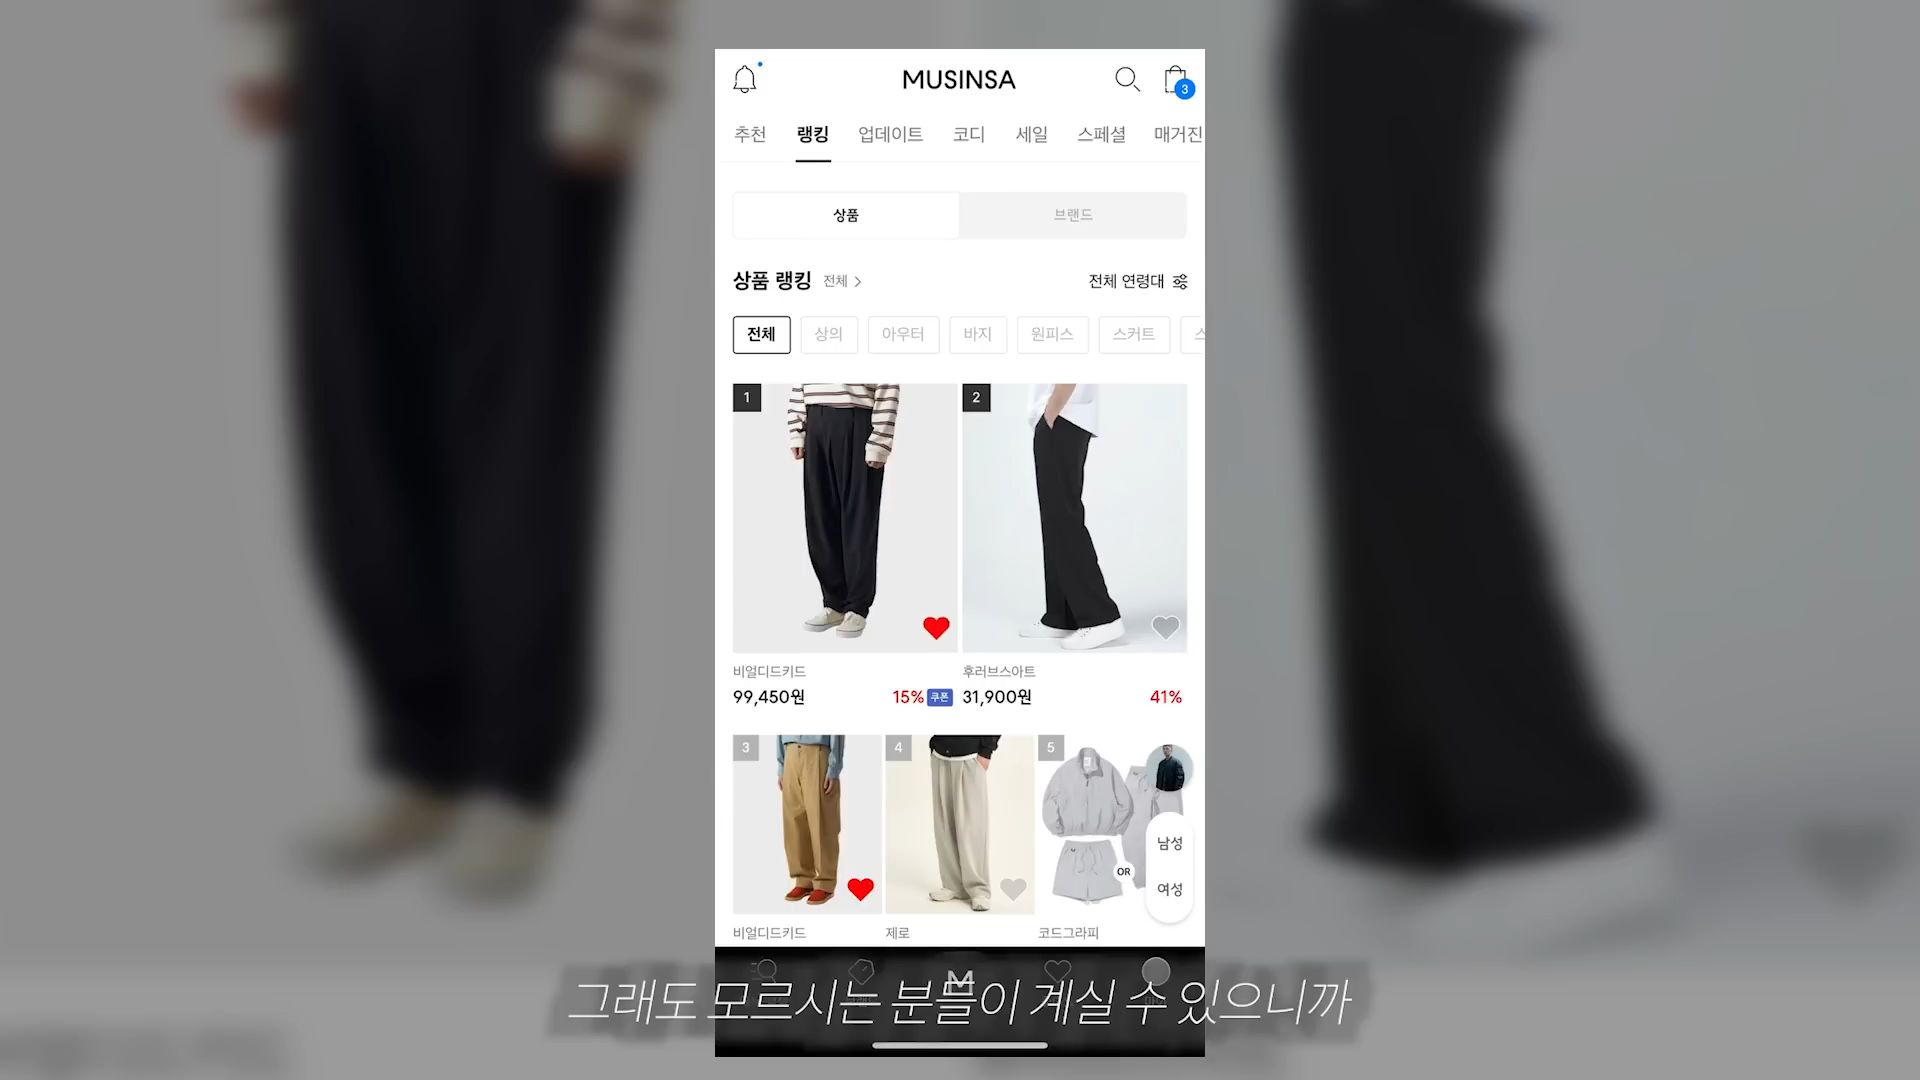 MUSINSA
3
추천 랭킹 업데이트 코디 세일 스페셜 매거진
상품 브랜드
상품 랭킹 전체 전체 연령대
전체 상의 아우터 바지 원피스 스커트
1 2
비얼디드키드 후러브스아트
99,450원 15% 쿠폰 31,900원 41%
3 4 5
OR
남성
여성
비얼디드키드 제로 코드그라피
M
그래도 모르시는 분들이 계실 수 있으니까